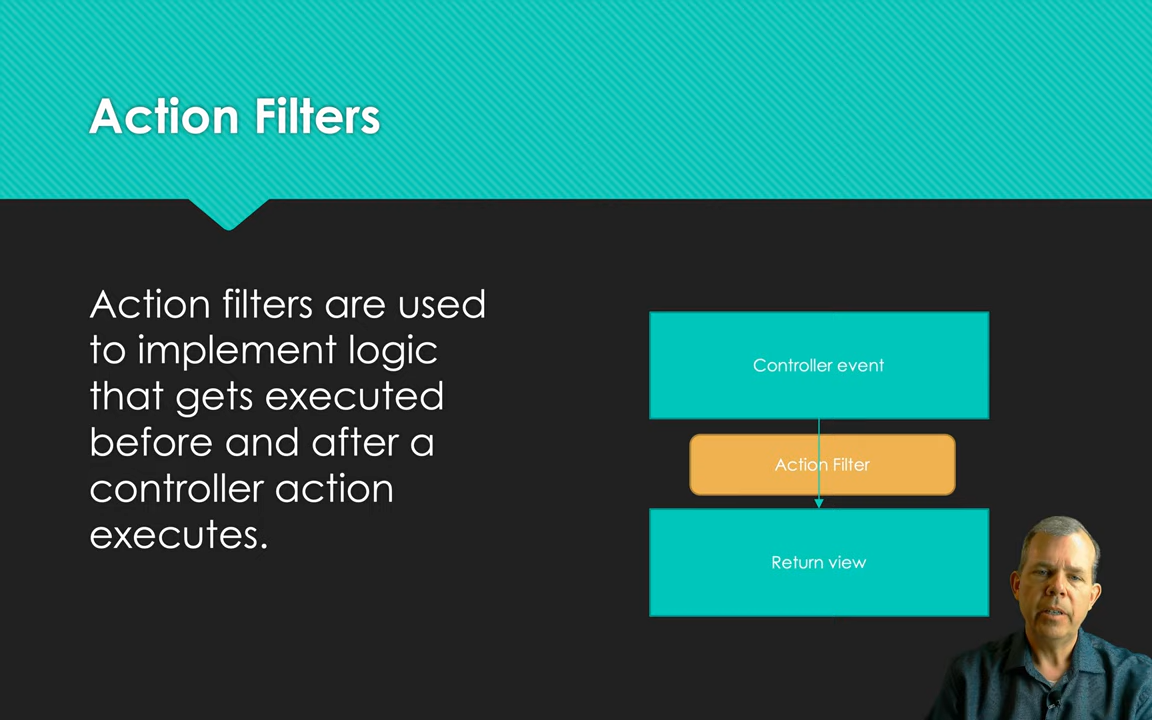 Action Filters
Action filters are used
to implement logic
that gets executed
before and after a
controller action
executes.
Controller event
Action Filter
Return view